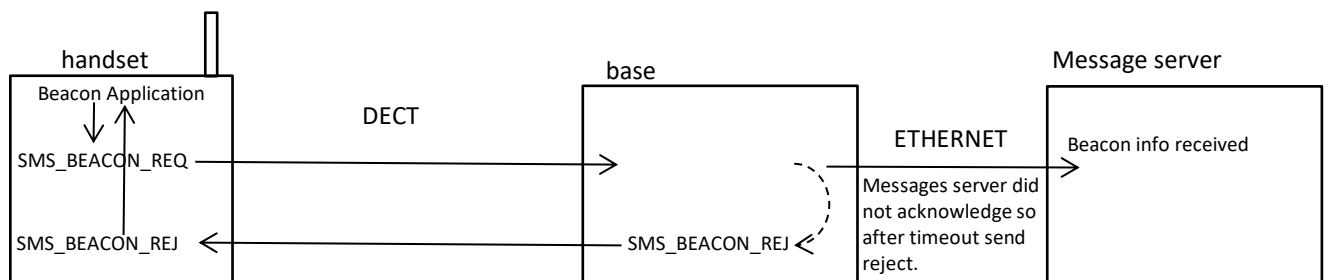 handset
base
Message server
Beacon Application
DECT
ETHERNET
Beacon info received
SMS_BEACON_REQ
Messages server did
not acknowledge so
after timeout send
reject.
SMS_BEACON_REJ
SMS_BEACON_REJ